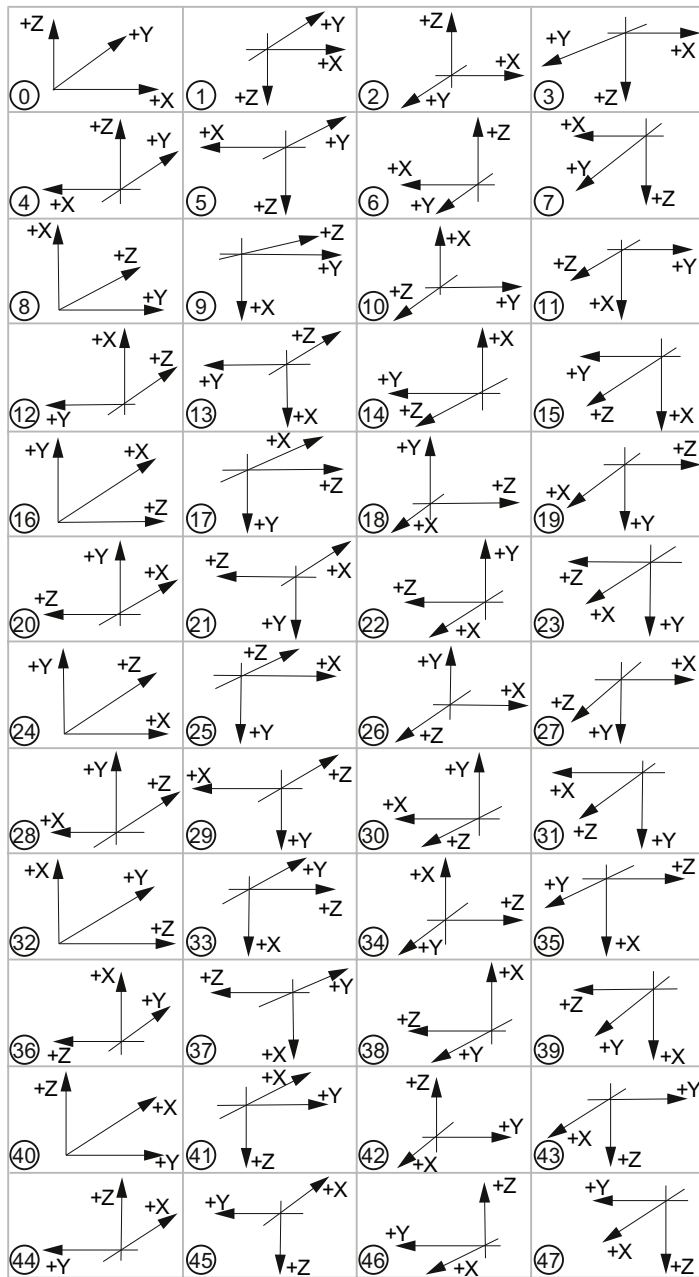 +Z +Y +Y +Z +X
+X +Y +X
0 +X 1 +Z 2 +Y 3 +Z
+Z +Y +X +Y +Z +X
+X +Y
4 +X 5 +Z 6 +Y 7 +Z
+X +Z +Z +X +Y
+Y +Z +Z
8 +Y 9 +X 10 +Y 11 +X
+X +Z +Z +X
+Y +Y +Y
12 +Y 13 +X 14 +Z 15 +Z +X
+Y +X +X +Y +Z
+Z +Z +X
16 +Z 17 +Y 18 +X 19 +Y
+Y +X +Z +X +Y +Z
+Z +Z +X
20 21 +Y 22 +X 23 +Y
+Y +Z +Z +X +Y +X
+X +Z
24 +X 25 +Y 26 +Z 27 +Y
+Y +Z +X +Z +Y
+X +X +X
28 29 +Y 30 +Z 31 +Z +Y
+X +Y +Y +X +Z
+Z +Z +Y
32 +Z 33 +X 34 +Y 35 +X
+X +Z +Y +X
+Y +Z +Z
36 +Z 37 +X 38 +Y 39 +Y +X
+Z +X +X +Z +Y
+Y +Y +X
40 +Y 41 +Z 42 +X 43 +Z
+Z +X +Y +X +Z +Y
+Y +X
44 +Y 45 +Z 46 +X 47 +Z